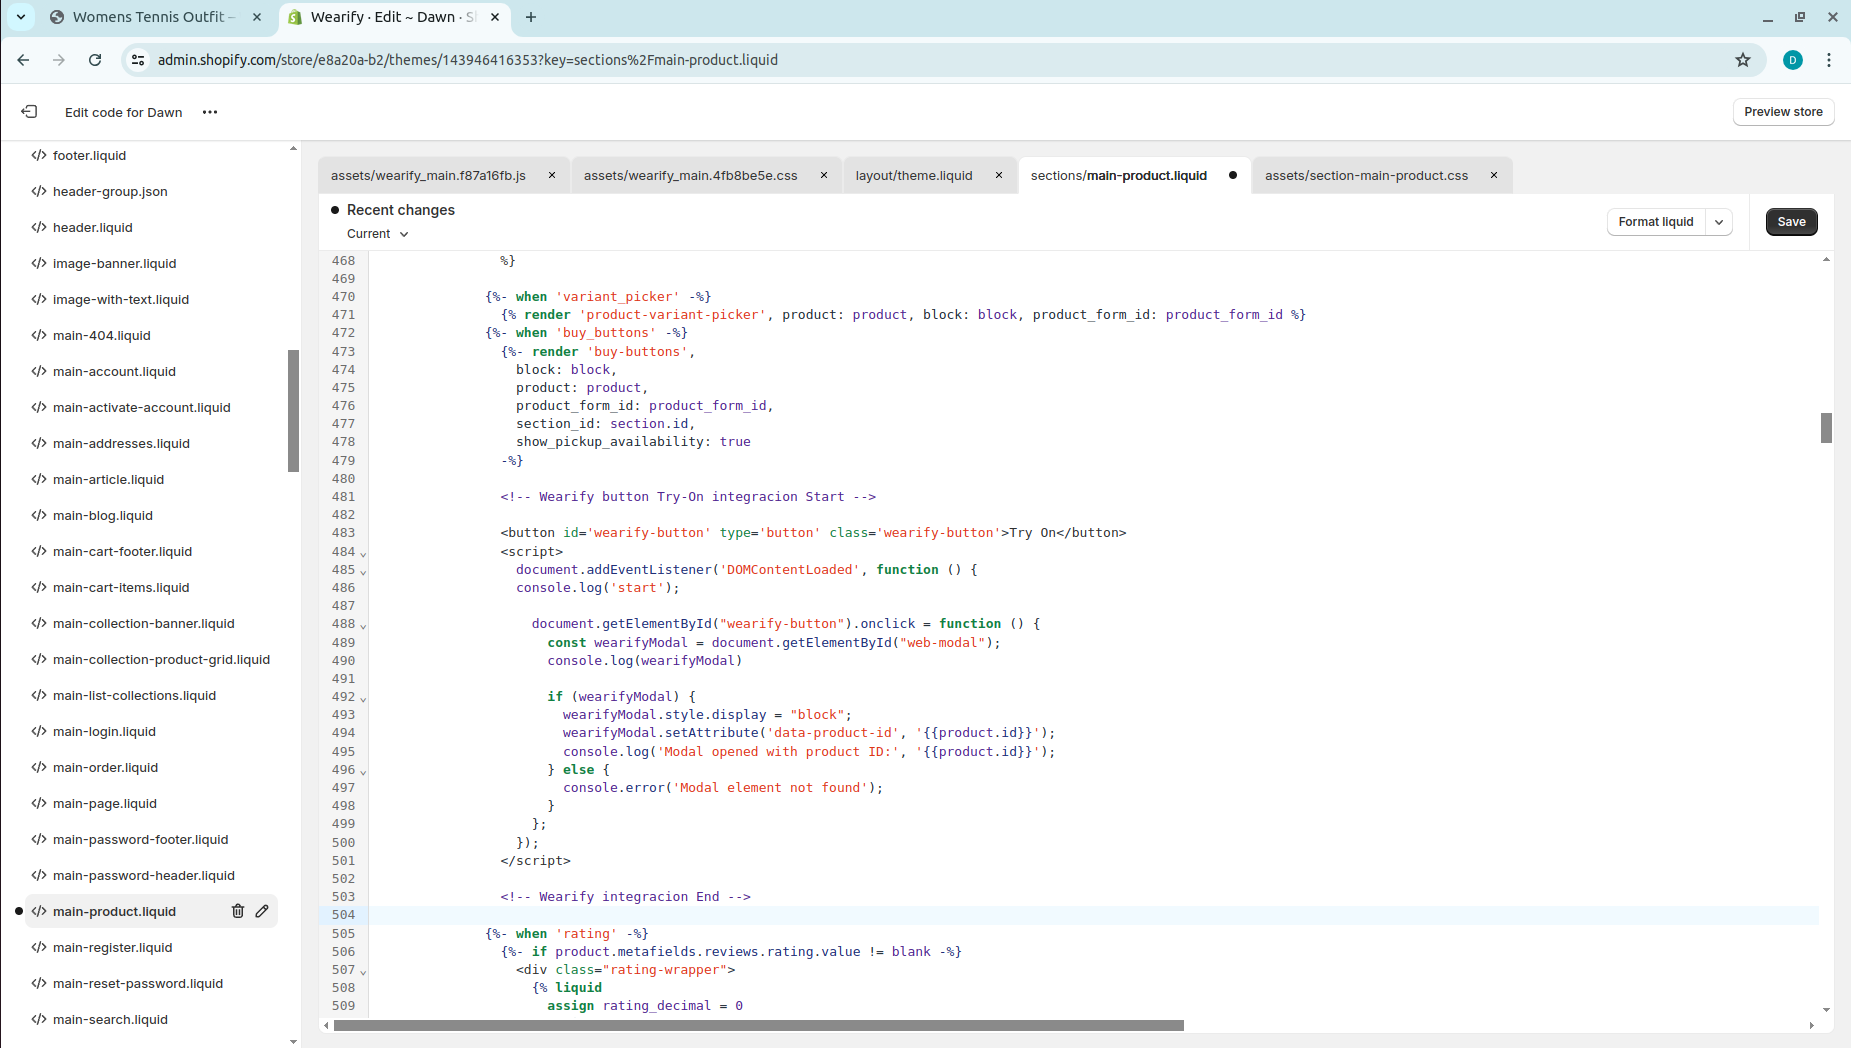 Womens Tennis Outfit –
Wearify · Edit ~ Dawn · S
admin.shopify.com/store/e8a20a-b2/themes/143946416353?key=sections%2Fmain-product.liquid
D
Edit code for Dawn
Preview store
footer.liquid
header-group.json
header.liquid
image-banner.liquid
image-with-text.liquid
main-404.liquid
main-account.liquid
main-activate-account.liquid
main-addresses.liquid
main-article.liquid
main-blog.liquid
main-cart-footer.liquid
main-cart-items.liquid
main-collection-banner.liquid
main-collection-product-grid.liquid
main-list-collections.liquid
main-login.liquid
main-order.liquid
main-page.liquid
main-password-footer.liquid
main-password-header.liquid
main-product.liquid
main-register.liquid
main-reset-password.liquid
main-search.liquid
assets/wearify_main.f87a16fb.js
assets/wearify_main.4fb8be5e.css
layout/theme.liquid
sections/main-product.liquid
assets/section-main-product.css
Recent changes
Current
Format liquid
Save
468 %}
469
470 {%- when 'variant_picker' -%}
471 {% render 'product-variant-picker', product: product, block: block, product_form_id: product_form_id %}
472 {%- when 'buy_buttons' -%}
473 {%- render 'buy-buttons',
474 block: block,
475 product: product,
476 product_form_id: product_form_id,
477 section_id: section.id,
478 show_pickup_availability: true
479 -%}
480
481 <!-- Wearify button Try-On integracion Start -->
482
483 <button id='wearify-button' type='button' class='wearify-button'>Try On</button>
484 <script>
485 document.addEventListener('DOMContentLoaded', function () {
486 console.log('start');
487
488 document.getElementById("wearify-button").onclick = function () {
489 const wearifyModal = document.getElementById("web-modal");
490 console.log(wearifyModal)
491
492 if (wearifyModal) {
493 wearifyModal.style.display = "block";
494 wearifyModal.setAttribute('data-product-id', '{{product.id}}');
495 console.log('Modal opened with product ID:', '{{product.id}}');
496 } else {
497 console.error('Modal element not found');
498 }
499 };
500 });
501 </script>
502
503 <!-- Wearify integracion End -->
504
505 {%- when 'rating' -%}
506 {%- if product.metafields.reviews.rating.value != blank -%}
507 <div class="rating-wrapper">
508 {% liquid
509 assign rating_decimal = 0